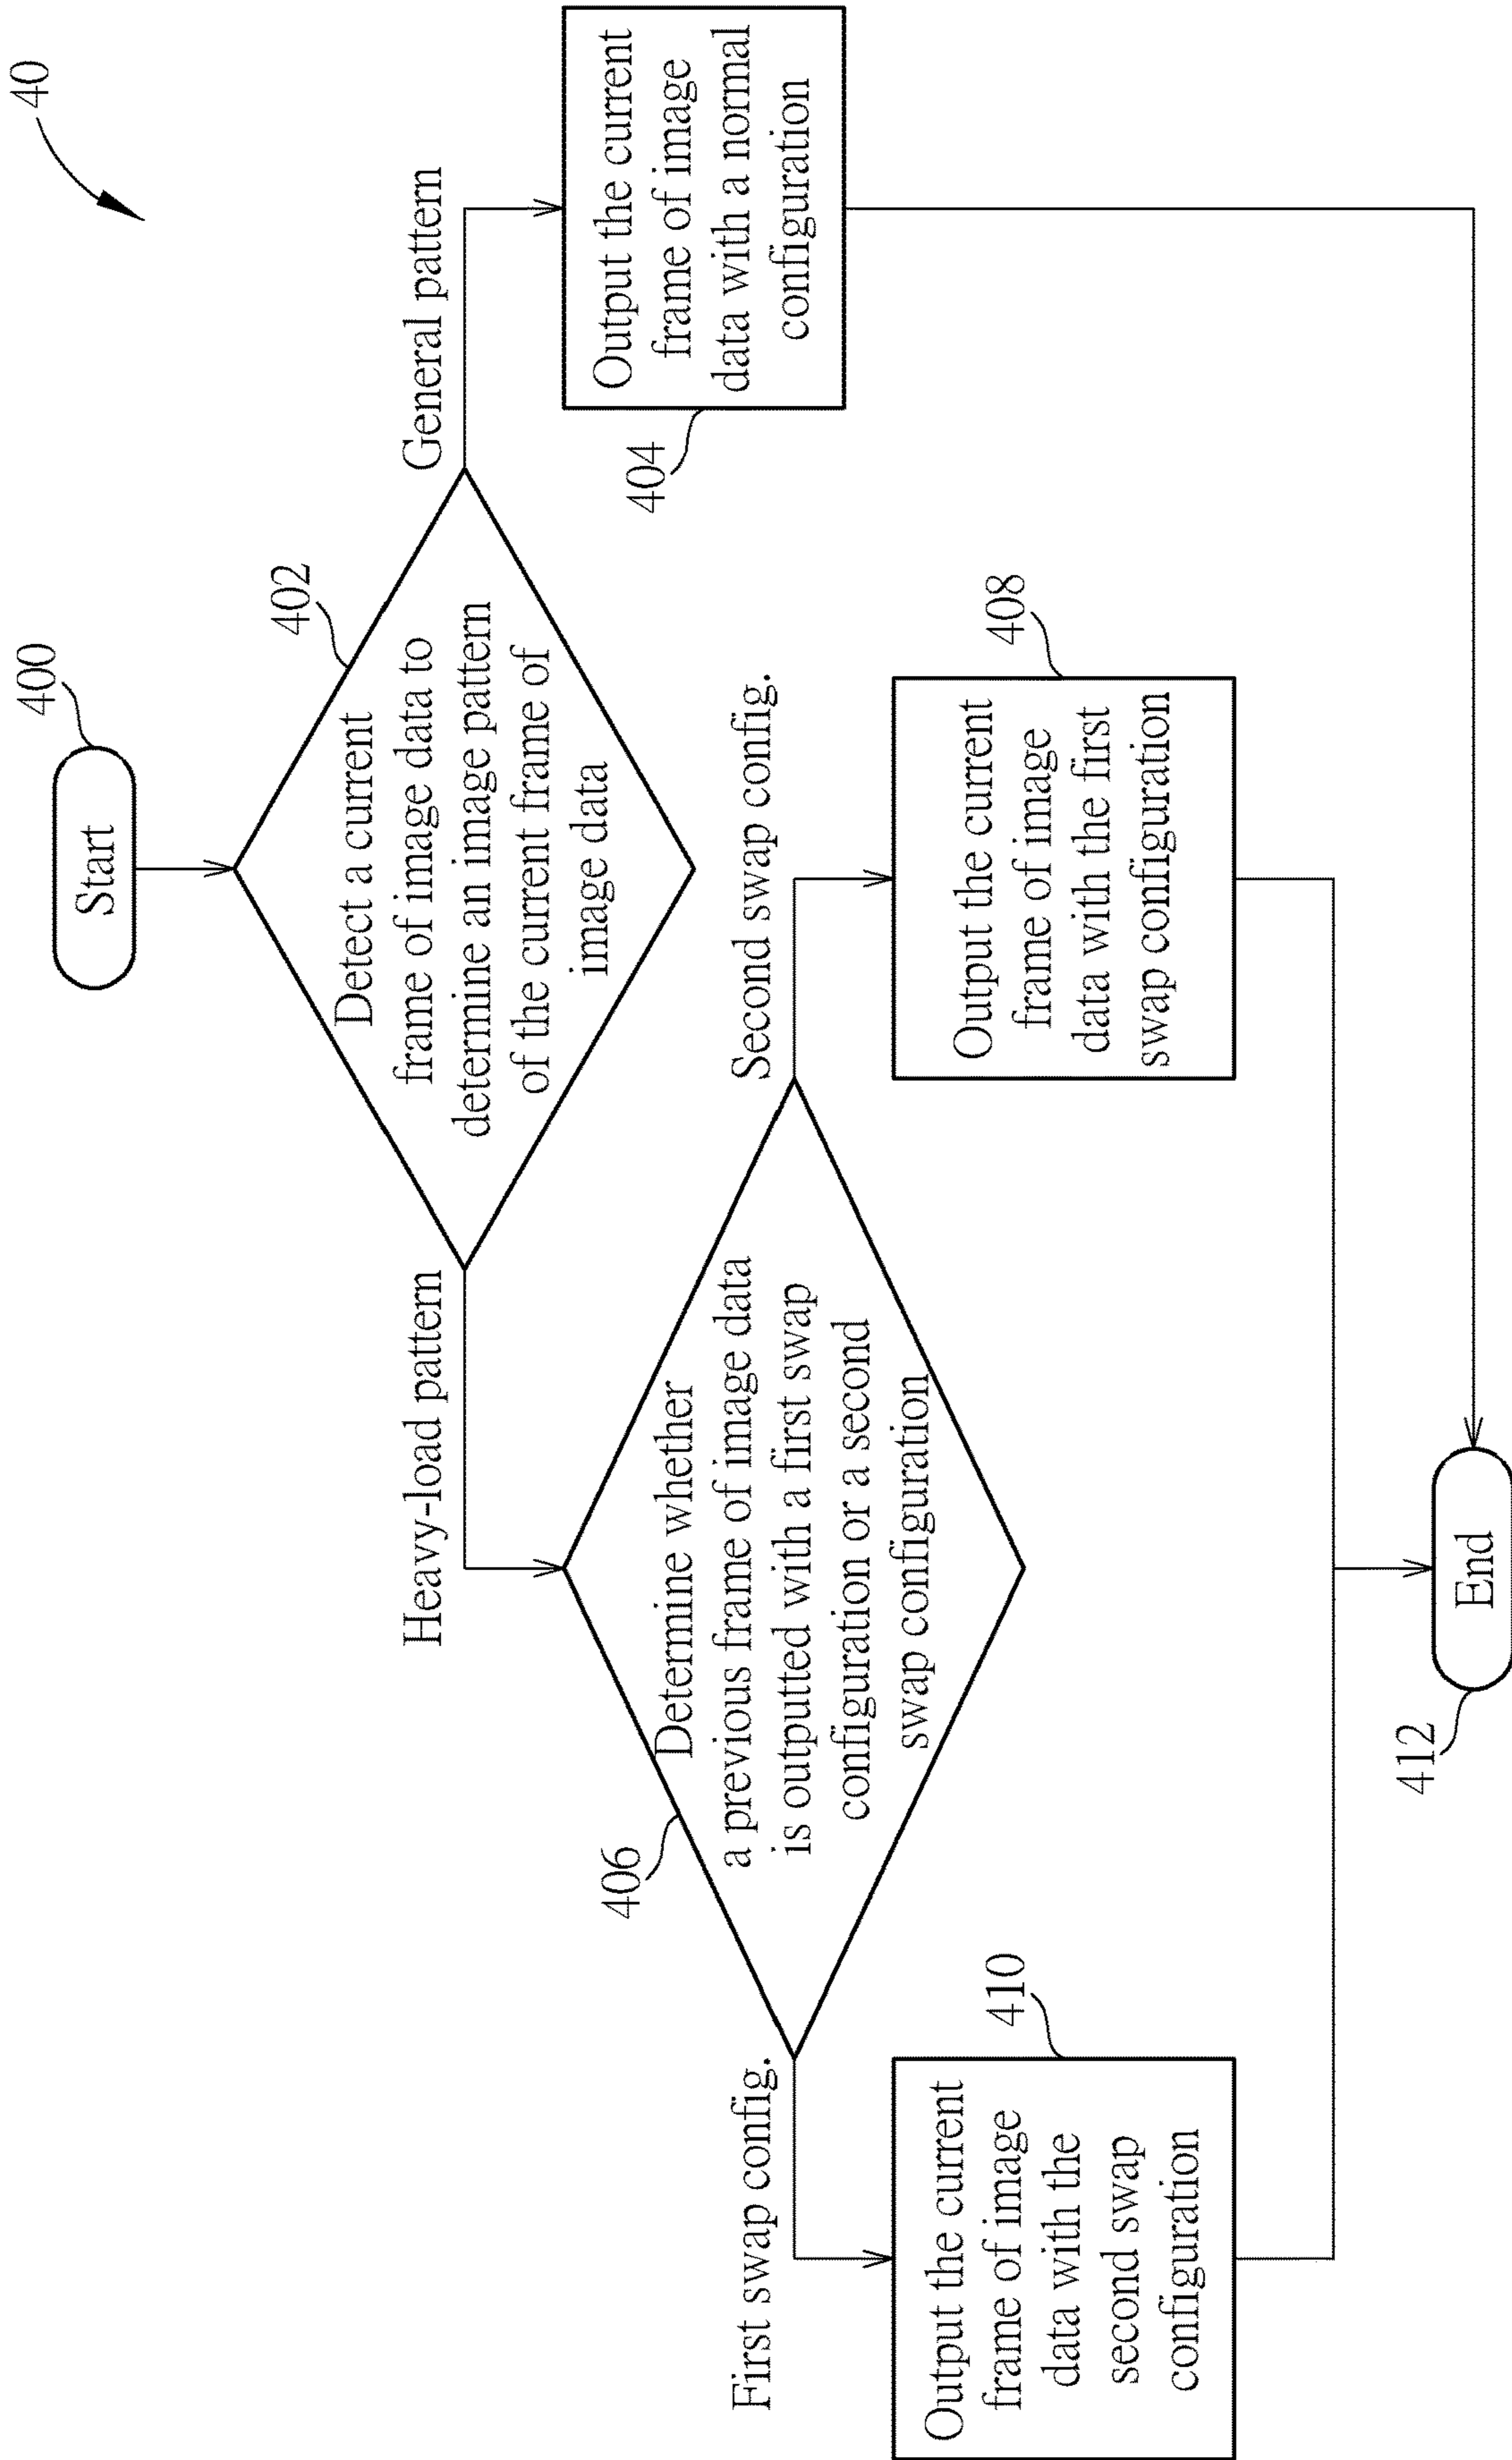 40
Start
400
402
Detect a current
frame of image data to
determine an image pattern
of the current frame of
image data
Heavy-load pattern
General pattern
404
Output the current
frame of image
data with a normal
configuration
406
Determine whether
a previous frame of image data
is outputted with a first swap
configuration or a second
swap configuration
First swap config.
Second swap config.
410
Output the current
frame of image
data with the
second swap
configuration
408
Output the current
frame of image
data with the first
swap configuration
412
End